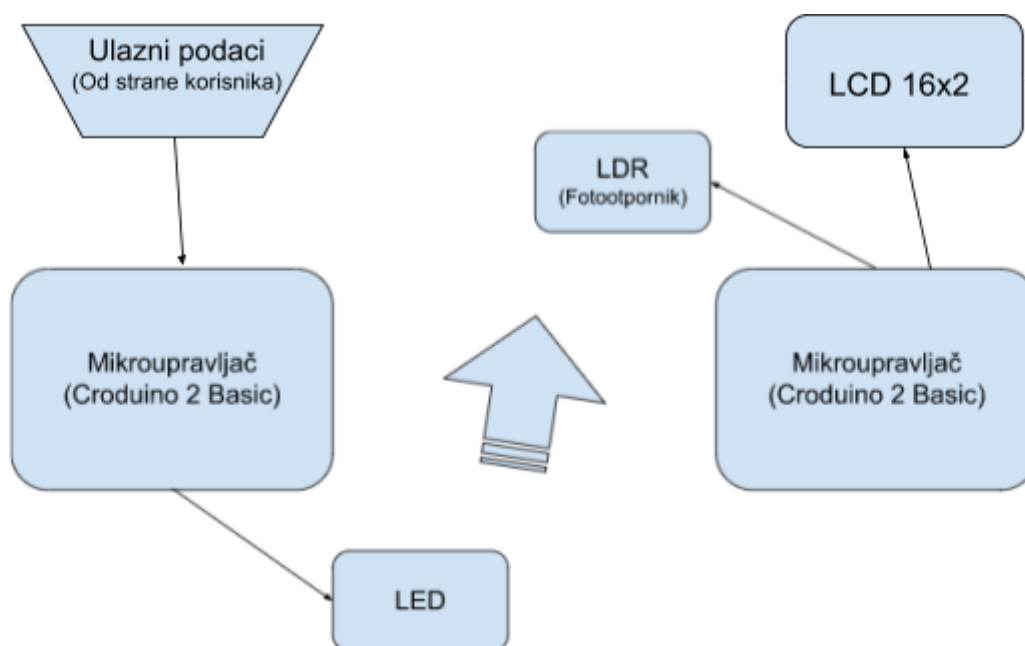 Ulazni podaci
(Od strane korisnika)
LCD 16x2
LDR
(Fotootpornik)
Mikroupravljač
(Croduino 2 Basic)
Mikroupravljač
(Croduino 2 Basic)
LED